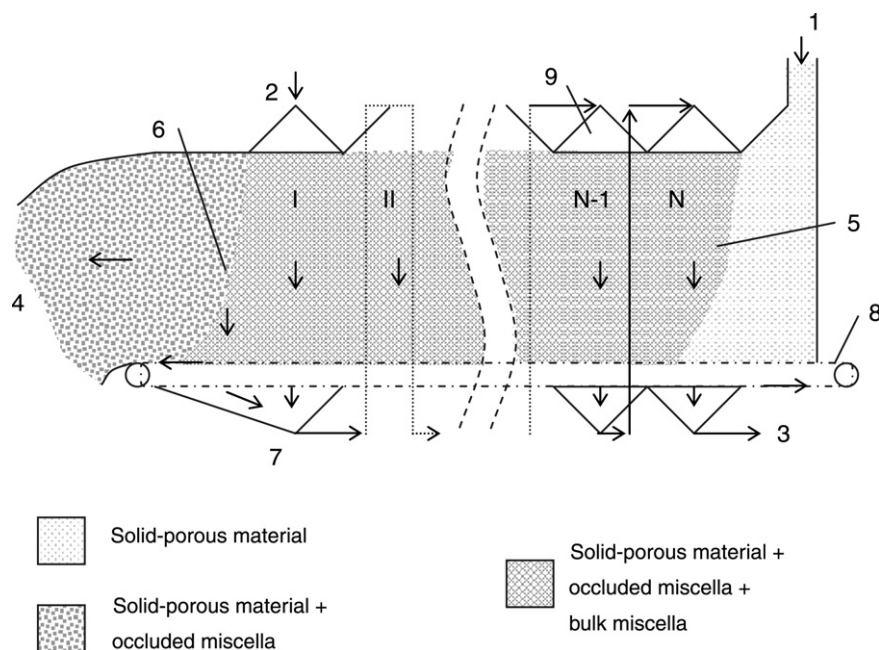 1
2
9
6
I
II
N-1
N
5
4
8
7
3
Solid-porous material
Solid-porous material +
occluded miscella
Solid-porous material +
occluded miscella +
bulk miscella